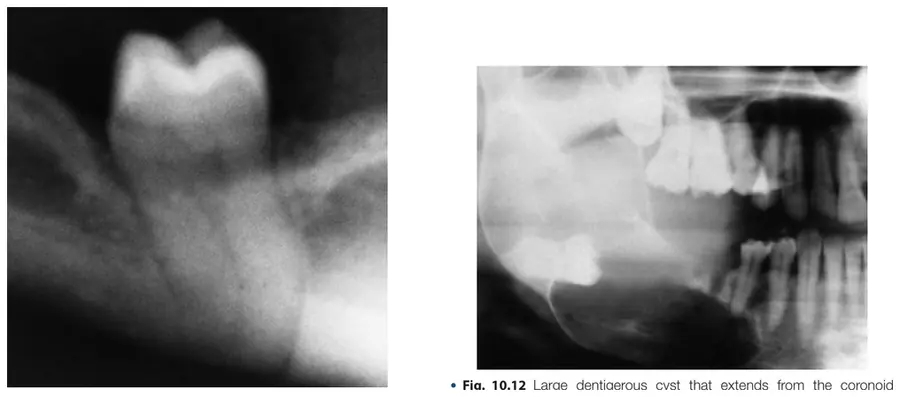 • Fig. 10.12 Large dentigerous cyst that extends from the coronoid